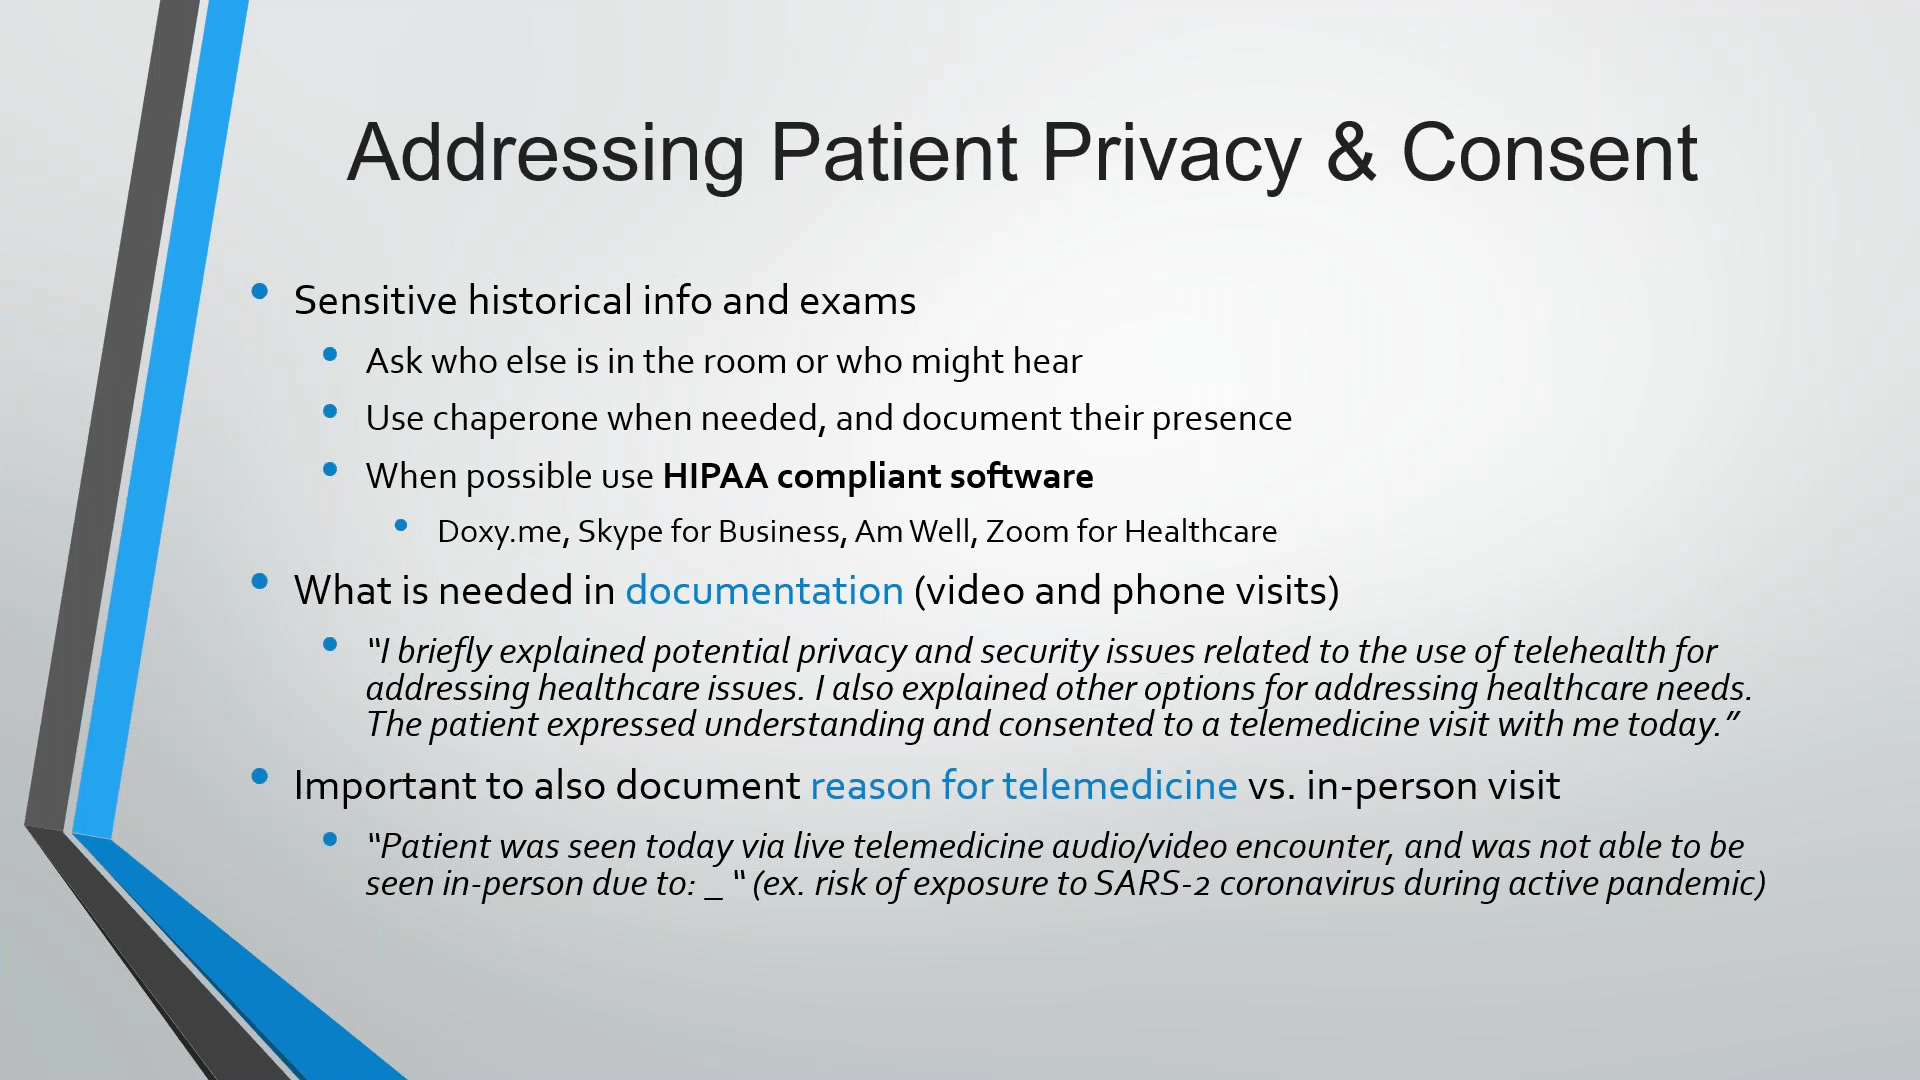 Addressing Patient Privacy & Consent
• Sensitive historical info and exams
• Ask who else is in the room or who might hear
• Use chaperone when needed, and document their presence
• When possible use HIPAA compliant software
• Doxy.me, Skype for Business, Am Well, Zoom for Healthcare
• What is needed in documentation (video and phone visits)
• “I briefly explained potential privacy and security issues related to the use of telehealth for
addressing healthcare issues. I also explained other options for addressing healthcare needs.
The patient expressed understanding and consented to a telemedicine visit with me today.”
• Important to also document reason for telemedicine vs. in-person visit
• “Patient was seen today via live telemedicine audio/video encounter, and was not able to be
seen in-person due to: _ “ (ex. risk of exposure to SARS-2 coronavirus during active pandemic)